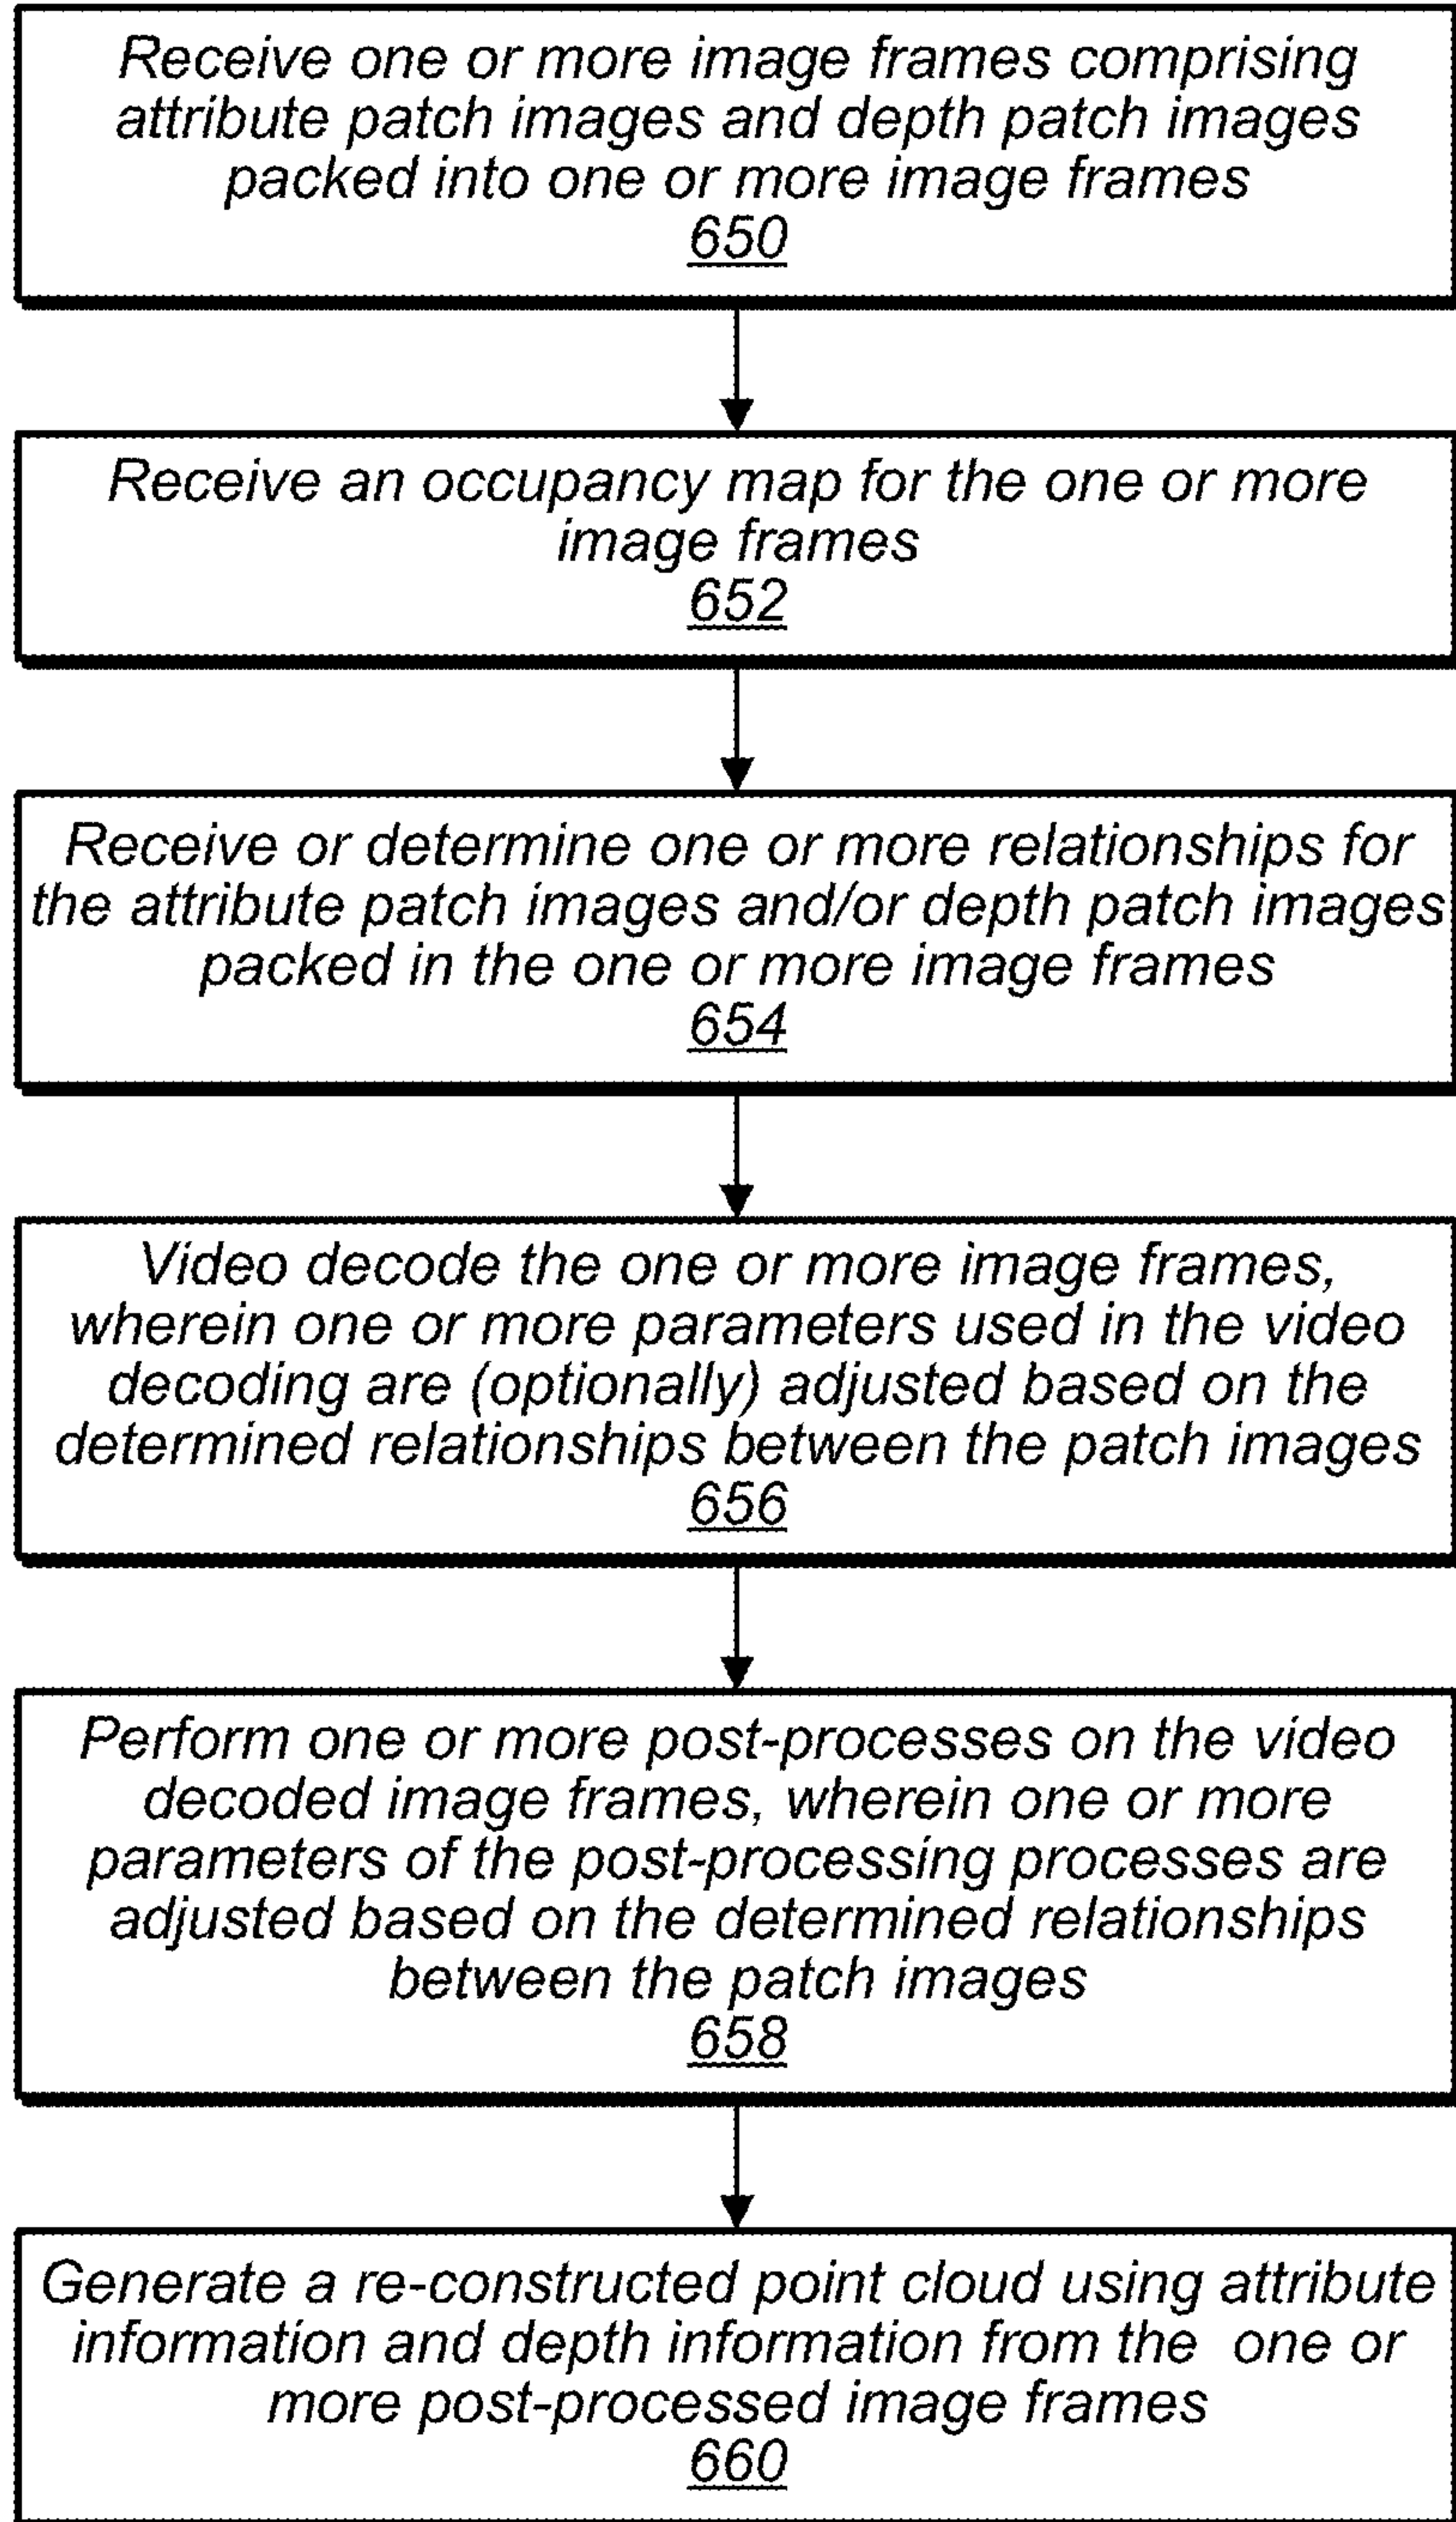 Receive one or more image frames comprising
attribute patch images and depth patch images
packed into one or more image frames
650
Receive an occupancy map for the one or more
image frames
652
Receive or determine one or more relationships for
the attribute patch images and/or depth patch images
packed in the one or more image frames
654
Video decode the one or more image frames,
wherein one or more parameters used in the video
decoding are (optionally) adjusted based on the
determined relationships between the patch images
656
Perform one or more post-processes on the video
decoded image frames, wherein one or more
parameters of the post-processing processes are
adjusted based on the determined relationships
between the patch images
658
Generate a re-constructed point cloud using attribute
information and depth information from the one or
more post-processed image frames
660